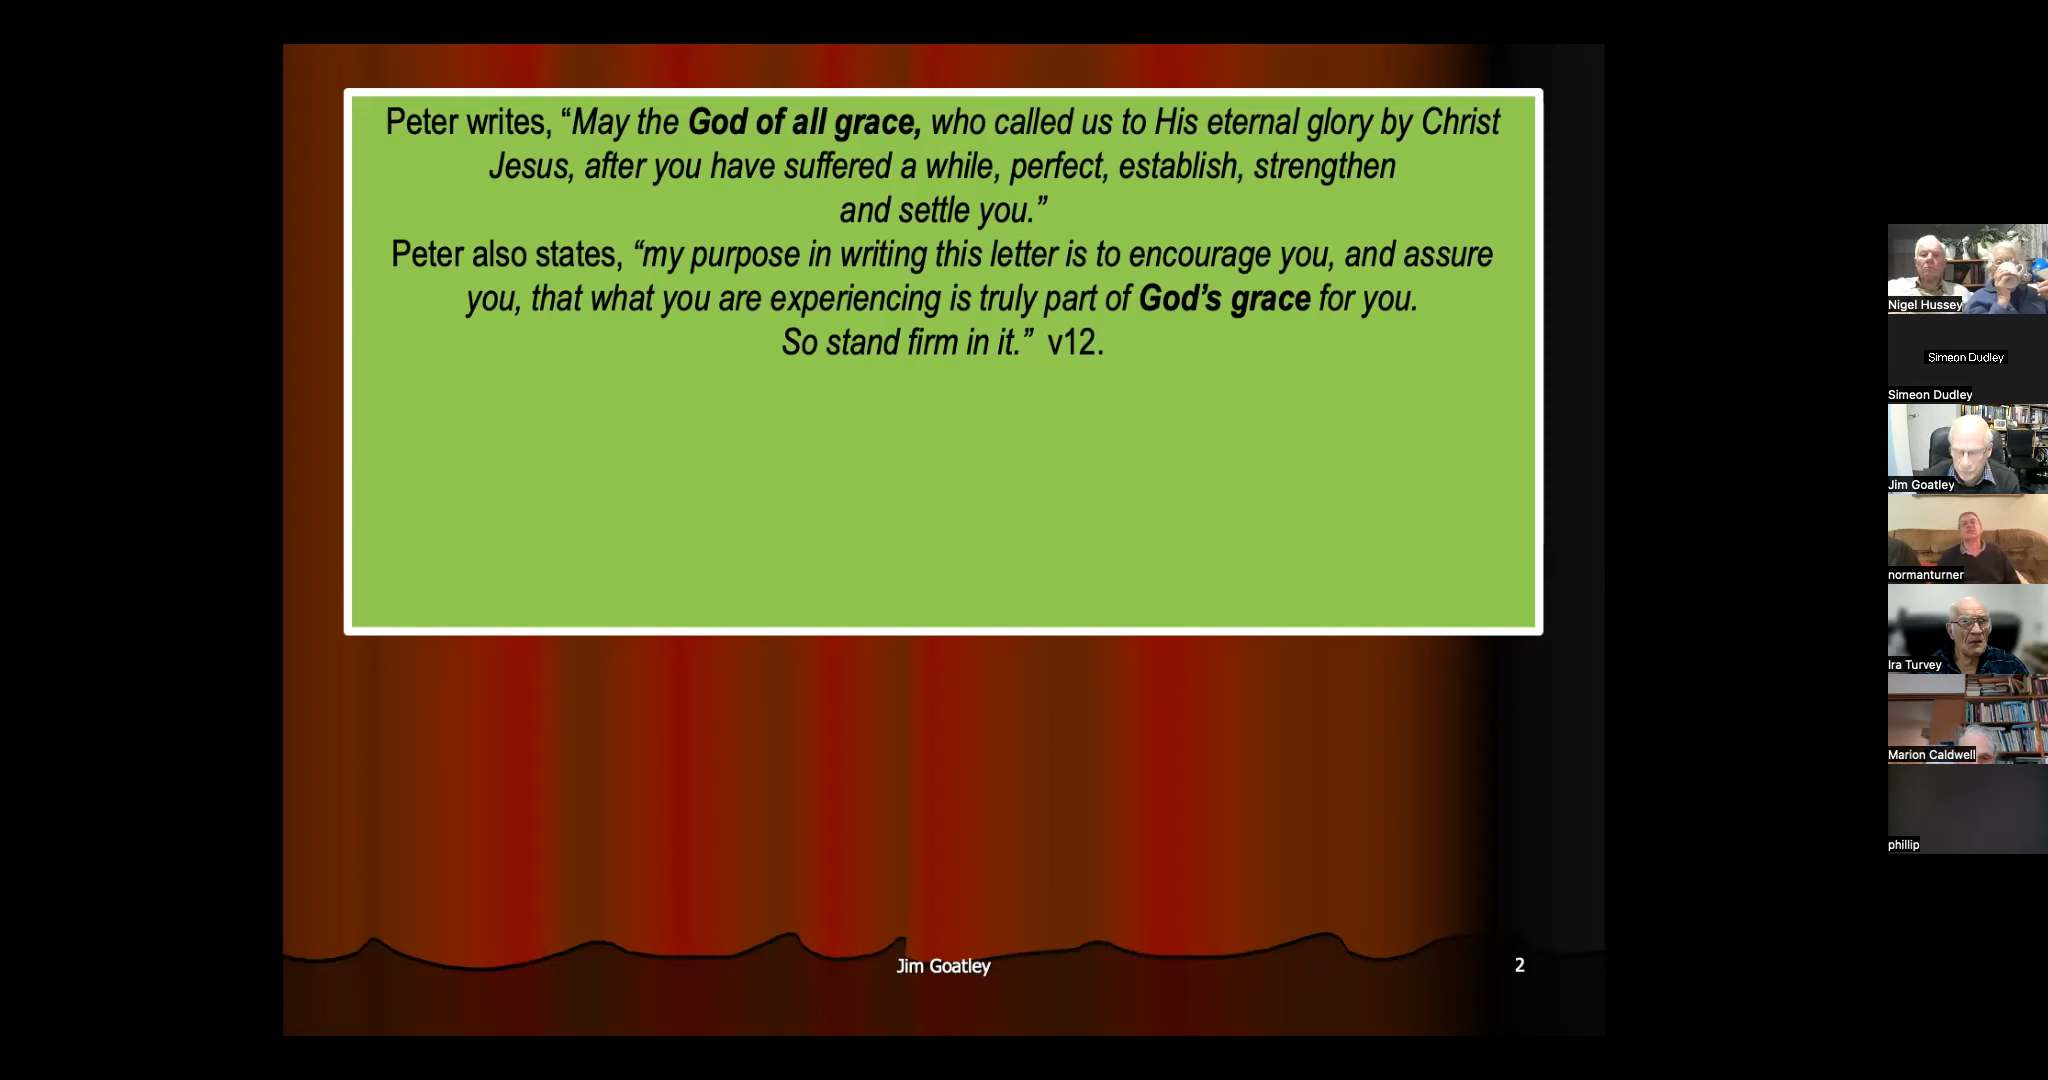 Peter writes, “May the God of all grace, who called us to His eternal glory by Christ
Jesus, after you have suffered a while, perfect, establish, strengthen
and settle you.”
Peter also states, “my purpose in writing this letter is to encourage you, and assure
you, that what you are experiencing is truly part of God’s grace for you.
So stand firm in it.” v12.
Jim Goatley
2
Nigel Hussey
Simeon Dudley
Simeon Dudley
Jim Goatley
normanturner
Ira Turvey
Marion Caldwell
phillip